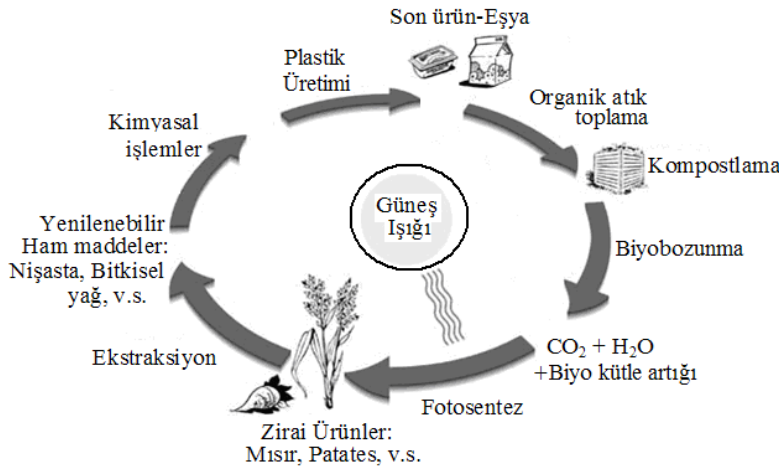 Son ürün-Eşya
Plastik
Üretimi
Organik atık
toplama
Kimyasal
işlemler
Kompostlama
Güneş
Işığı
Yenilenebilir
Ham maddeler:
Nişasta, Bitkisel
yağ, v.s.
Biyobozunma
Ekstraksiyon
CO₂ + H₂O
+Biyo kütle artığı
Fotosentez
Zirai Ürünler:
Mısır, Patates, v.s.